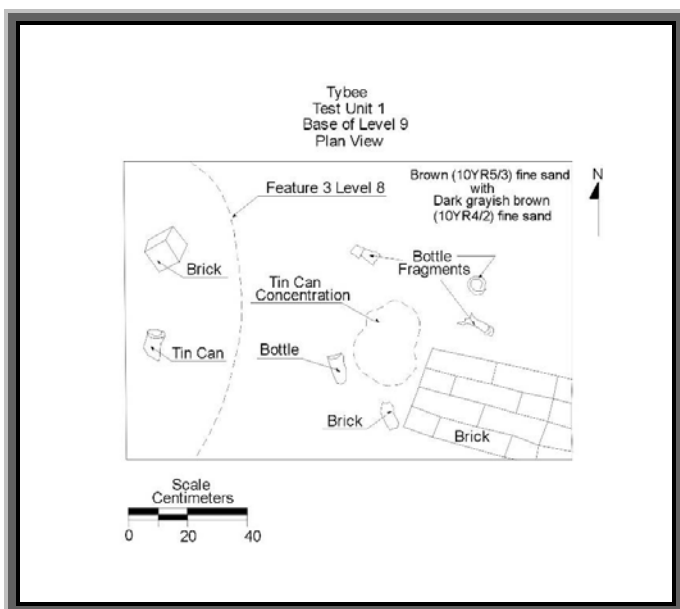 Tybee
Test Unit 1
Base of Level 9
Plan View
Feature 3 Level 8
Brown (10YR5/3) fine sand
with
Dark grayish brown
(10YR4/2) fine sand
N
Brick
Bottle
Fragments
Tin Can
Concentration
Tin Can
Bottle
Brick
Brick
Scale
Centimeters
0 20 40